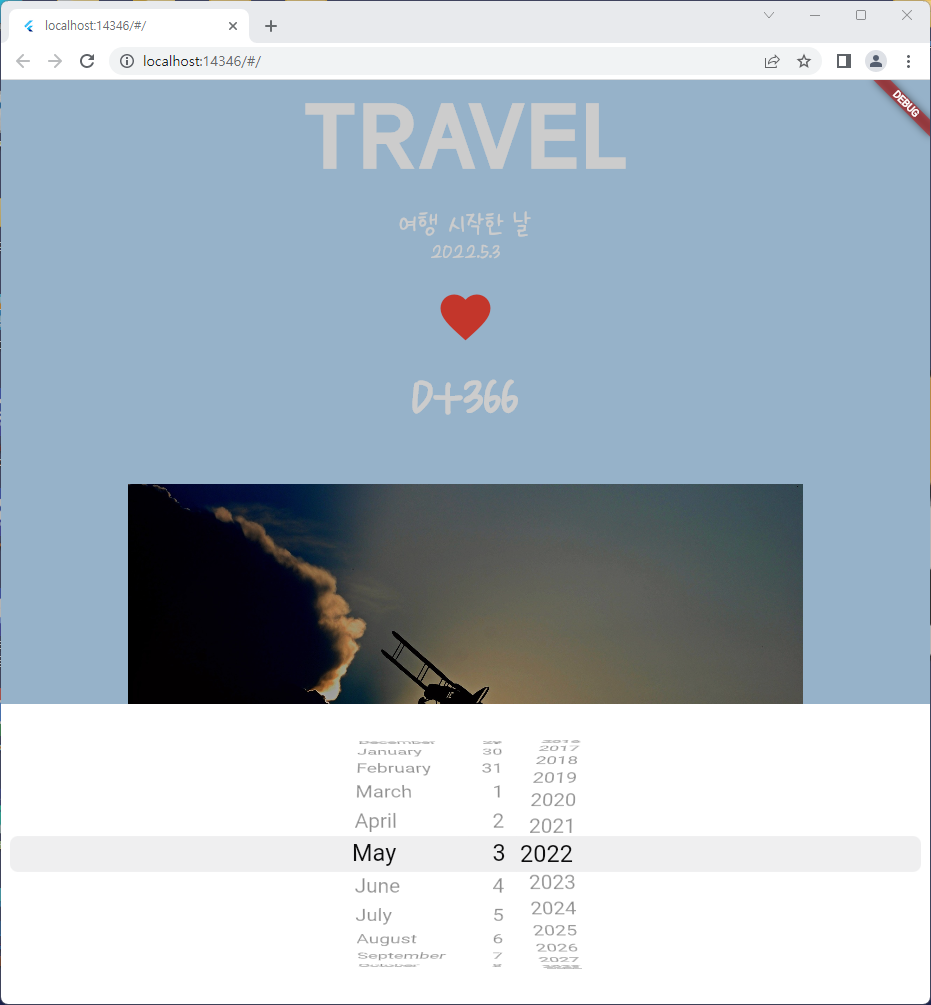 localhost:14346/#/
localhost:14346/#/
DEBUG
TRAVEL
여행 시작한 날
2022.5.3
D+366
December 29 2016
January 30 2017
February 31 2018
March 1 2019
April 2 2020
2021
May 3 2022
June 4 2023
July 5 2024
August 6 2025
September 7 2026
October 8 2027